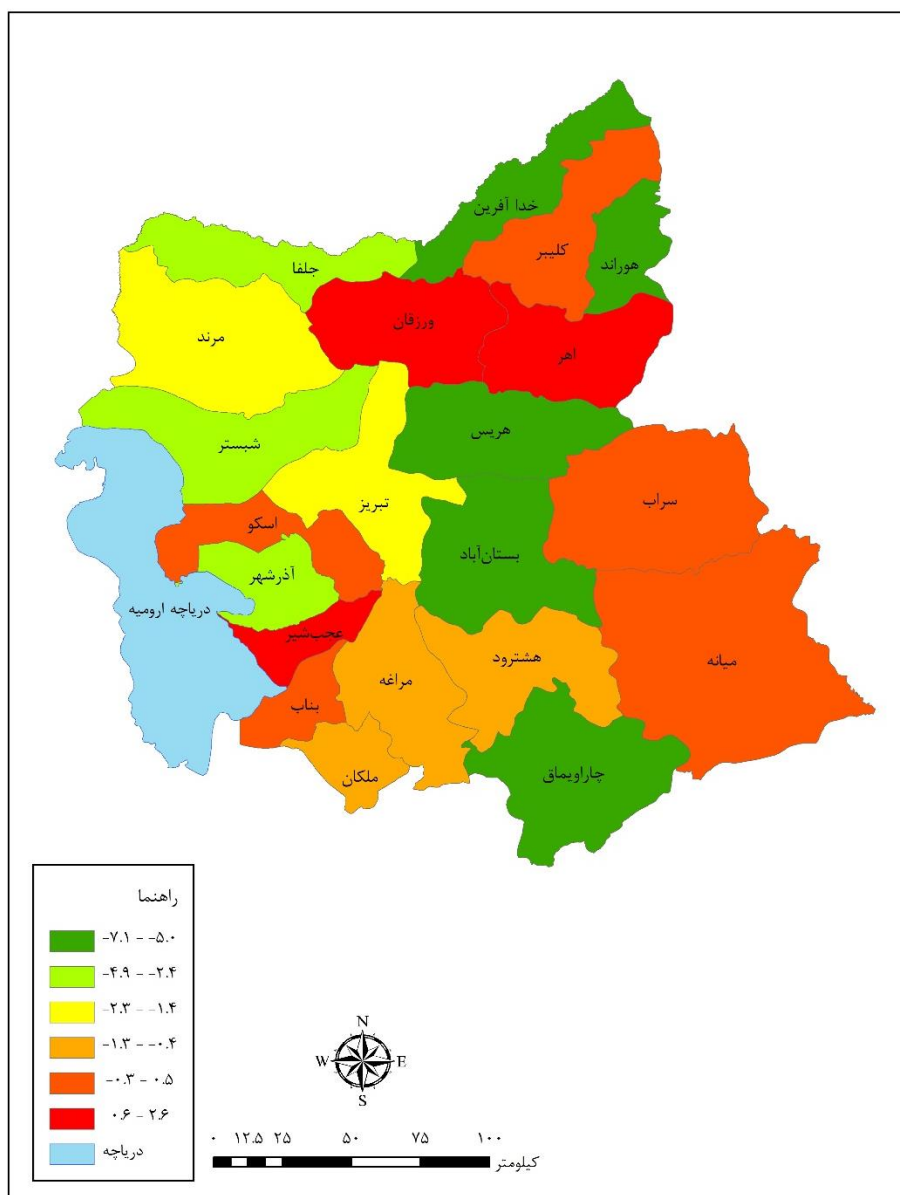 خدا آفرین
کلیبر
هوراند
جلفا
ورزقان
مرند
اهر
هریس
شبستر
سراب
تبریز
اسکو
بستان‌آباد
آذرشهر
دریاچه ارومیه
عجب‌شیر
هشترود
میانه
مراغه
بناب
ملکان
چاراویماق
راهنما
-۷.۱ - -۵.۰
-۴.۹ - -۲.۴
-۲.۳ - -۱.۴
-۱.۳ - -۰.۴
-۰.۳ - ۰.۵
۰.۶ - ۲.۶
دریاچه
N
W E
S
۰ ۱۲.۵ ۲۵ ۵۰ ۷۵ ۱۰۰
کیلومتر